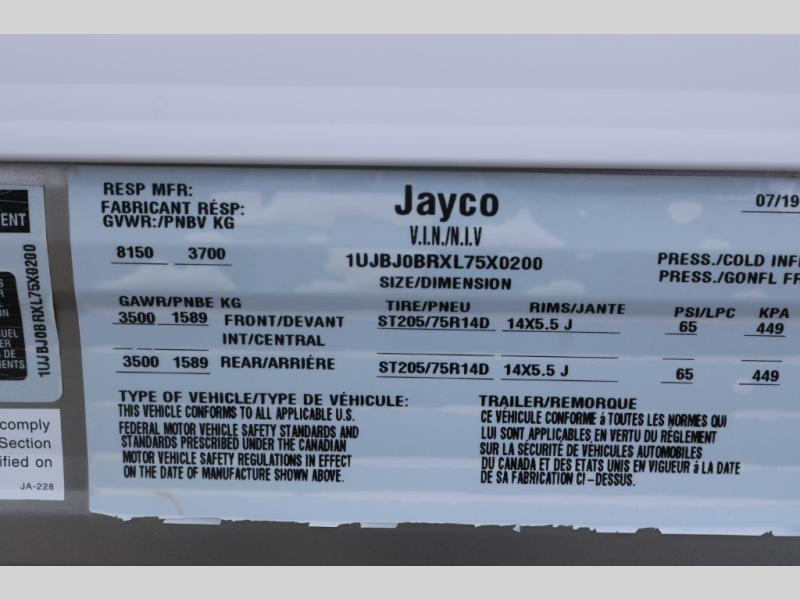 RESP MFR:
FABRICANT RÉSP:
GVWR:/PNBV KG
8150 3700
Jayco
07/19
V.I.N./N.I.V
1UJBJ0BRXL75X0200
SIZE/DIMENSION
PRESS./COLD INF
PRESS./GONFL FR
GAWR/PNBE KG
TIRE/PNEU RIMS/JANTE PSI/LPC KPA
3500 1589 FRONT/DEVANT ST205/75R14D 14X5.5 J 65 449
INT/CENTRAL
3500 1589 REAR/ARRIÈRE ST205/75R14D 14X5.5 J 65 449
TYPE OF VEHICLE/TYPE DE VÉHICULE: TRAILER/REMORQUE
THIS VEHICLE CONFORMS TO ALL APPLICABLE U.S.
FEDERAL MOTOR VEHICLE SAFETY STANDARDS AND
STANDARDS PRESCRIBED UNDER THE CANADIAN
MOTOR VEHICLE SAFETY REGULATIONS IN EFFECT
ON THE DATE OF MANUFACTURE SHOWN ABOVE.
CE VÉHICULE CONFORME à TOUTES LES NORMES QUI
LUI SONT APPLICABLES EN VERTU DU RÈGLEMENT
SUR LA SÉCURITÉ DE VÉHICULES AUTOMOBILES
DU CANADA ET DES ÉTATS UNIS EN VIGUEUR à LA DATE
DE SA FABRICATION CI-DESSUS.
1UJBJ0BRXL75X0200
comply
Section
ified on
JA-228